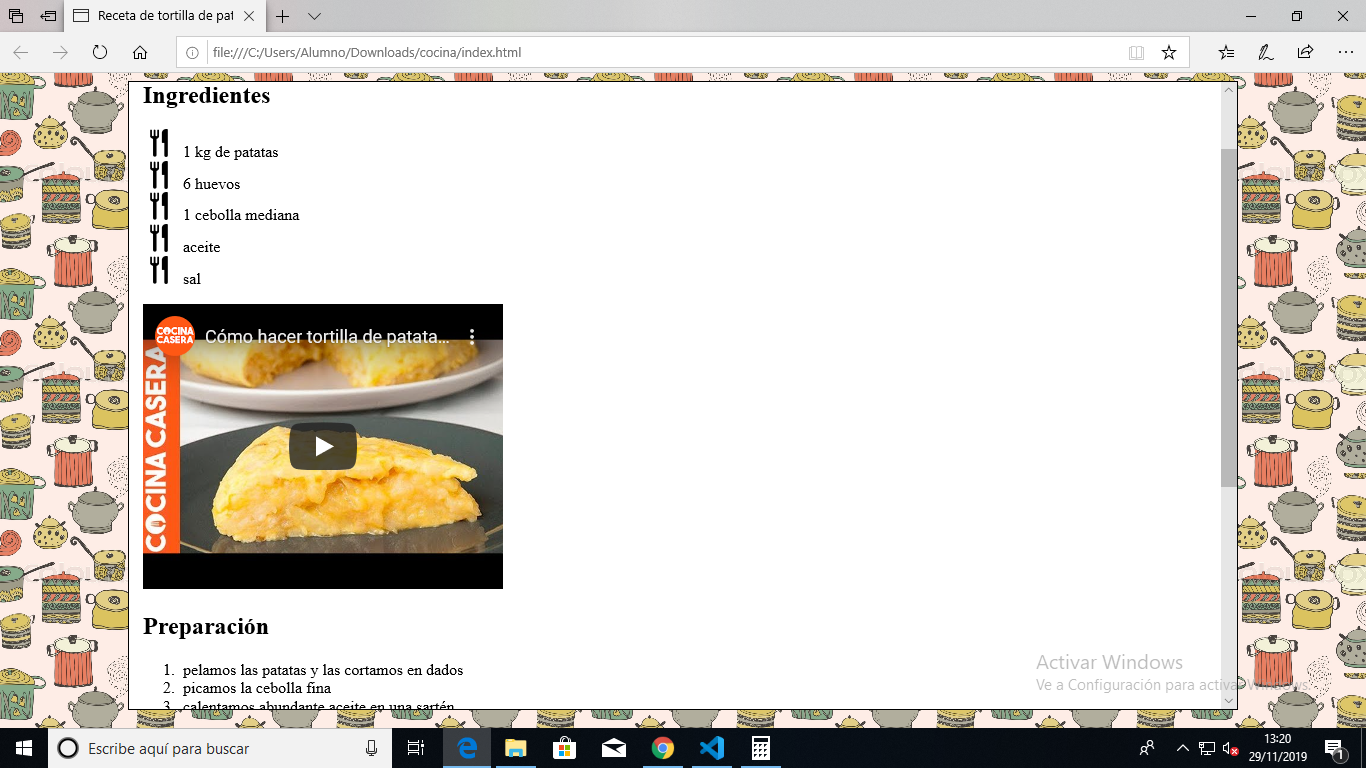 Receta de tortilla de pat
file:///C:/Users/Alumno/Downloads/cocina/index.html
Ingredientes
1 kg de patatas
6 huevos
1 cebolla mediana
aceite
sal
COCINA
CASERA
Cómo hacer tortilla de patata...
COCINA CASERA
Preparación
1. pelamos las patatas y las cortamos en dados
2. picamos la cebolla fina
3. calentamos abundante aceite en una sartén
Activar Windows
Ve a Configuración para activar Windows.
Escribe aquí para buscar
13:20
29/11/2019
1